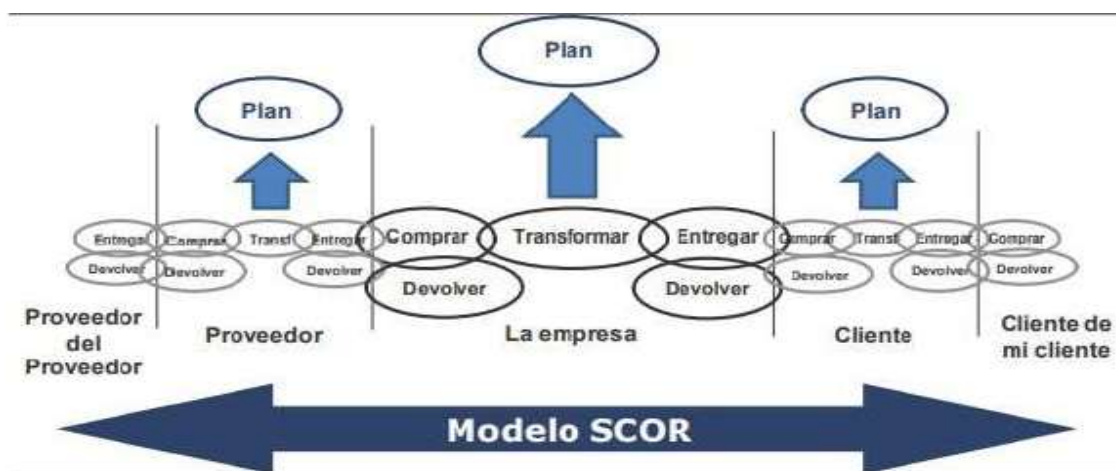 Plan
Plan
Plan
Entregar
Comprar
Transf
Entregar
Comprar
Transformar
Entregar
Comprar
Transf
Entregar
Comprar
Devolver
Devolver
Devolver
Devolver
Devolver
Devolver
Devolver
Devolver
Proveedor
del
Proveedor
Proveedor
La empresa
Cliente
Cliente de
mi cliente
Modelo SCOR